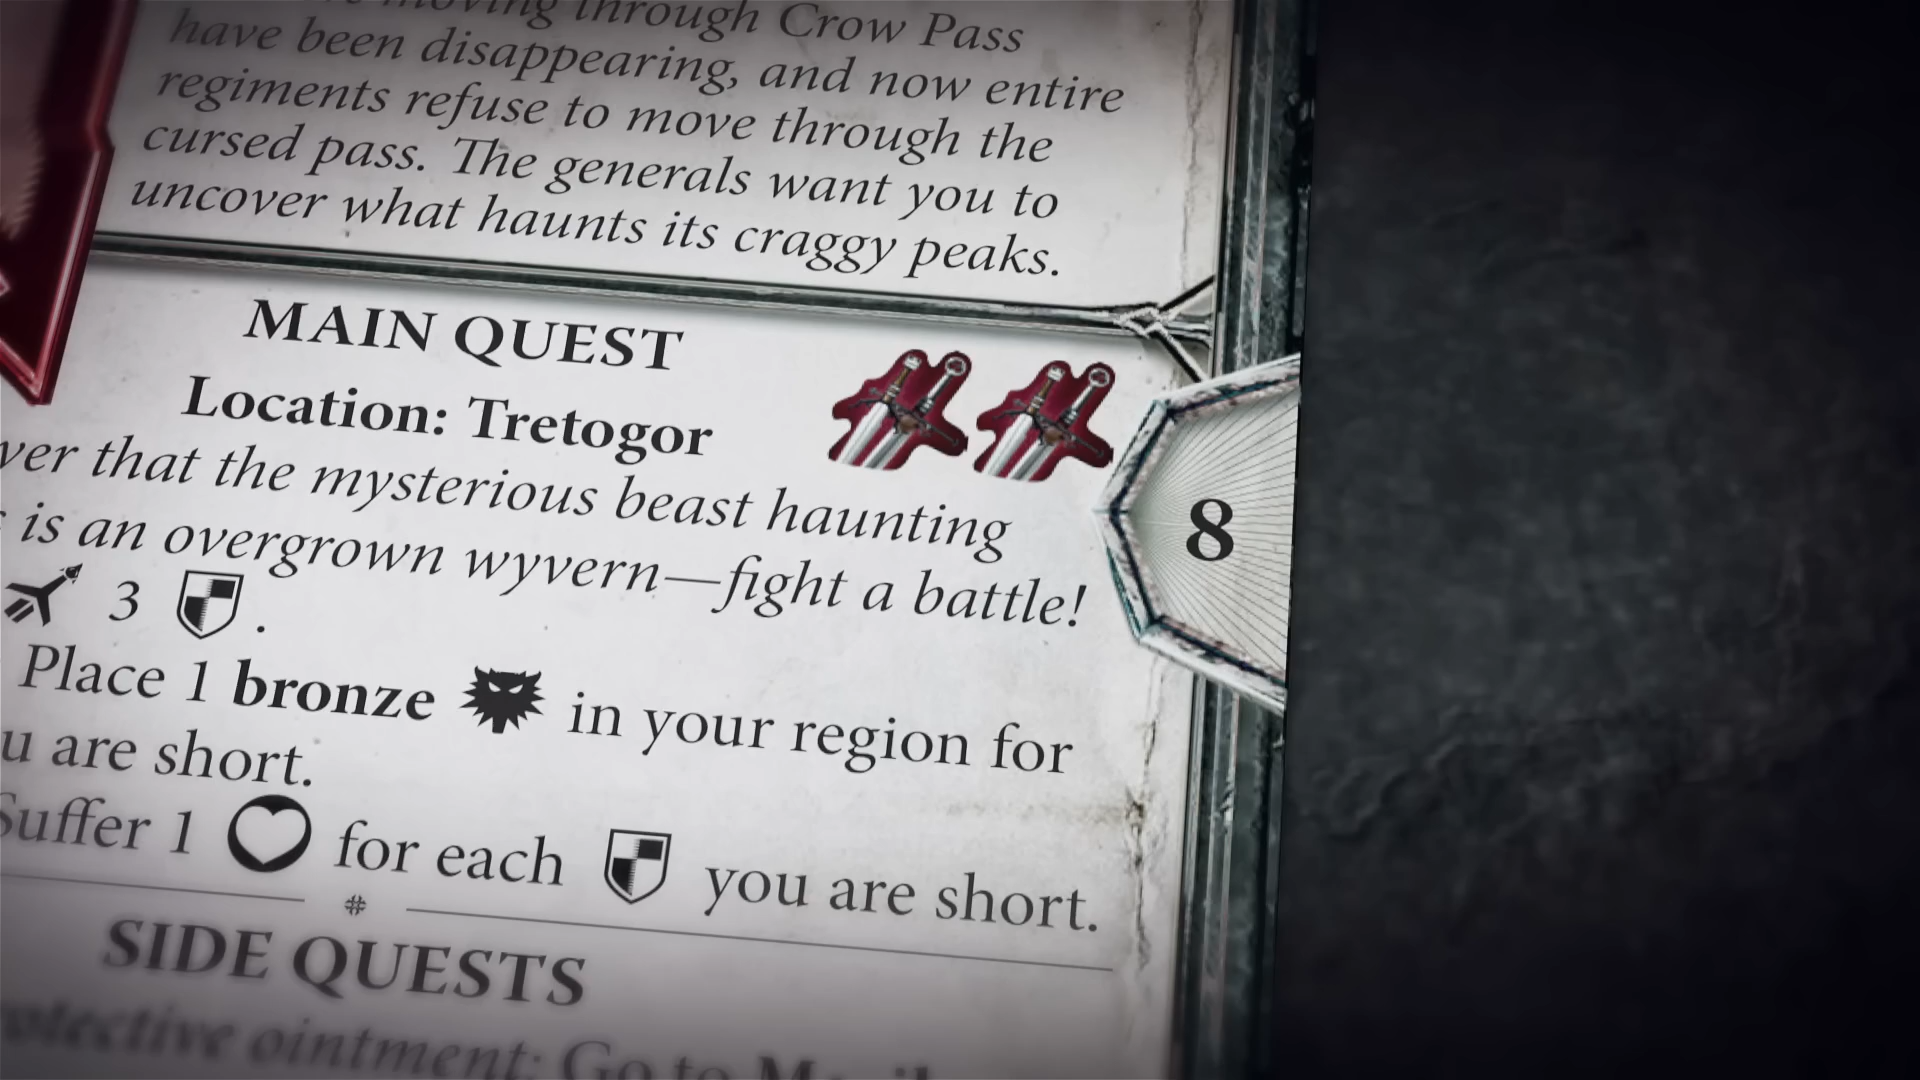 moving through Crow Pass
have been disappearing, and now entire
regiments refuse to move through the
cursed pass. The generals want you to
uncover what haunts its craggy peaks.
MAIN QUEST
Location: Tretogor
that the mysterious beast haunting
is an overgrown wyvern—fight a battle!
3 .
Place 1 bronze in your region for
are short.
8
Suffer 1 for each you are short.
SIDE QUESTS
ointment: Go to